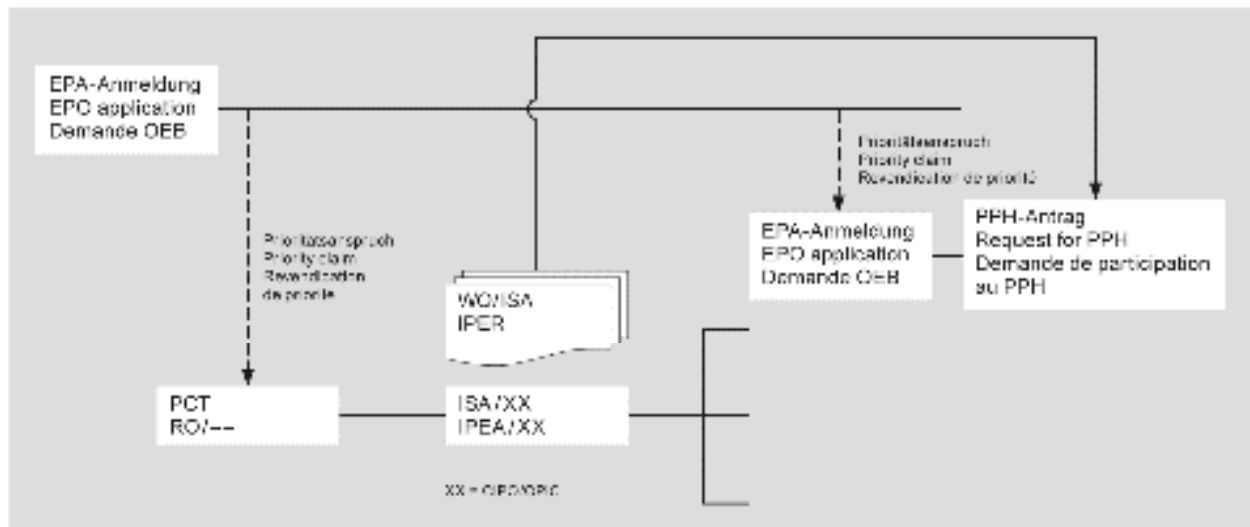 EPA-Anmeldung
EPO application
Demande OEB
Prioritätsanspruch
Priority claim
Revendication de priorité
EPA-Anmeldung
EPO application
Demande OEB
PPH-Antrag
Request for PPH
Demande de participation
au PPH
Prioritätsanspruch
Priority claim
Revendication
de priorité
WO/ISA
IPER
PCT
RO/--
ISA/XX
IPEA/XX
XX = CIPO/OPIC